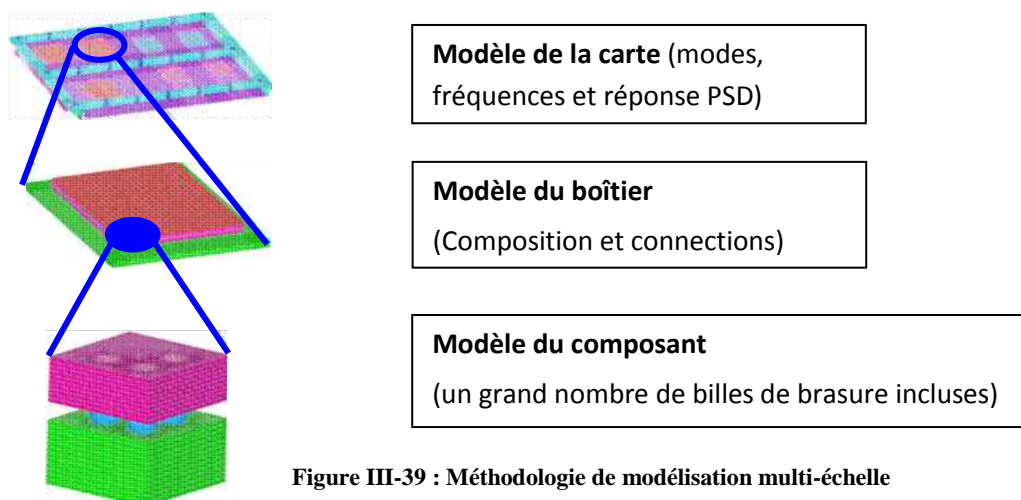 Modèle de la carte (modes,
fréquences et réponse PSD)
Modèle du boîtier
(Composition et connections)
Modèle du composant
(un grand nombre de billes de brasure incluses)
Figure III-39 : Méthodologie de modélisation multi-échelle